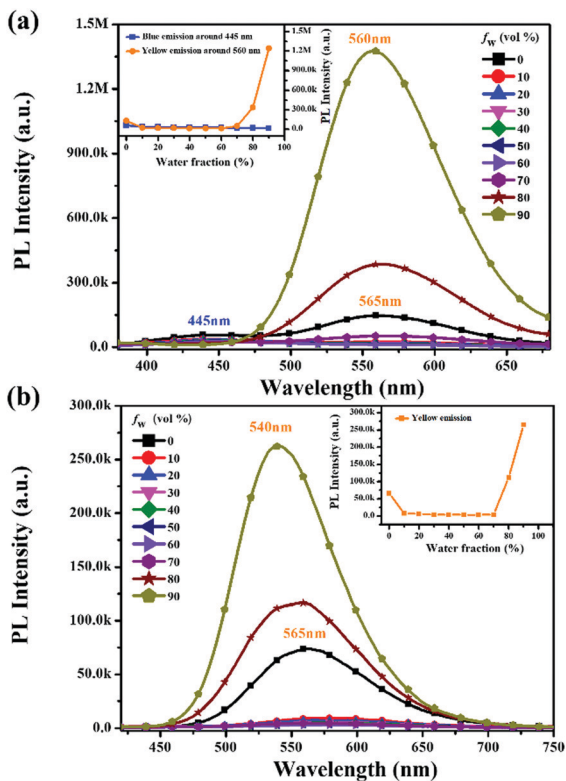 (a)
Blue emission around 445 nm
Yellow emission around 560 nm
1.5M
1.2M
900.0k
600.0k
300.0k
0.0
PL Intensity (a.u.)
0 20 40 60 80 100
Water fraction (%)
560nm
fw (vol %)
0
10
20
30
40
50
60
70
80
90
1.5M
1.2M
900.0k
600.0k
300.0k
0.0
PL Intensity (a.u.)
445nm
565nm
400 450 500 550 600 650
Wavelength (nm)
(b)
300.0k
250.0k
200.0k
150.0k
100.0k
50.0k
0.0
PL Intensity (a.u.)
fw (vol %)
0
10
20
30
40
50
60
70
80
90
540nm
565nm
Yellow emission
300.0k
250.0k
200.0k
150.0k
100.0k
50.0k
0.0
PL Intensity (a.u.)
0 20 40 60 80 100
Water fraction (%)
450 500 550 600 650 700 750
Wavelength (nm)